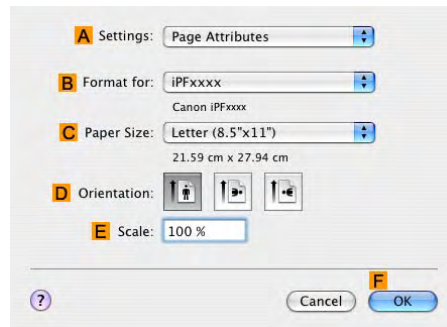 A Settings: Page Attributes
B Format for: iPFxxxx
Canon iPFxxxx
C Paper Size: Letter (8.5"x11")
21.59 cm x 27.94 cm
D Orientation:
E Scale: 100 %
F
? Cancel OK